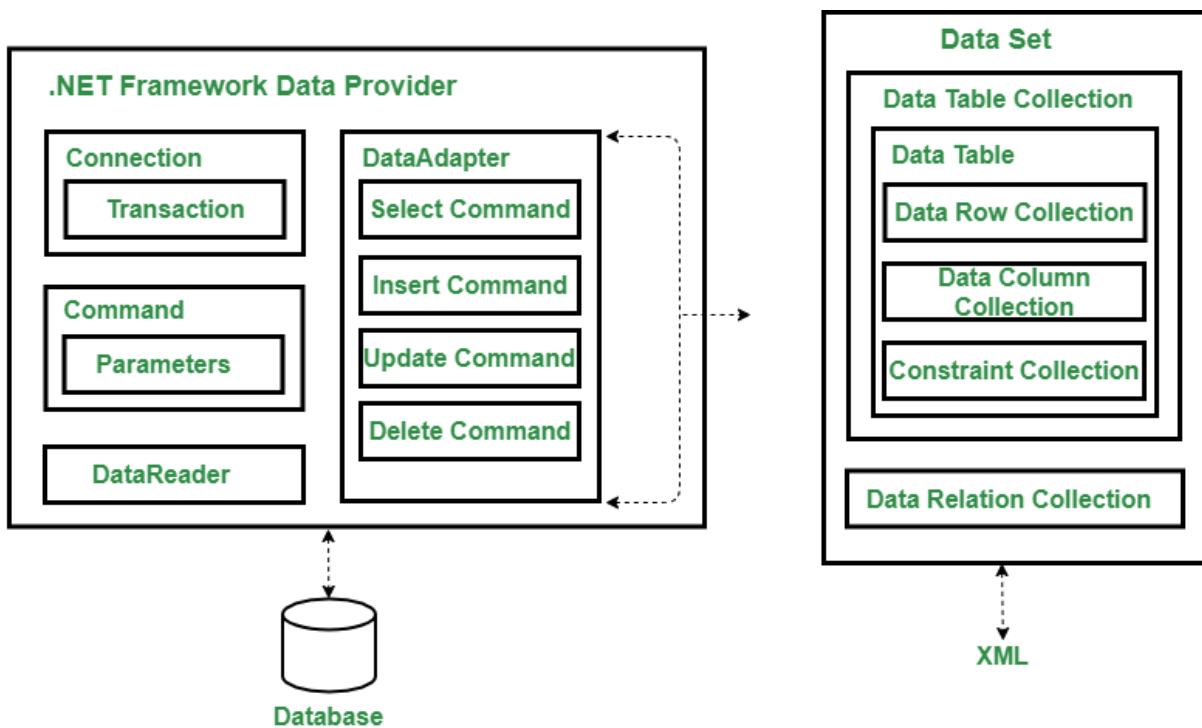 .NET Framework Data Provider
Connection
Transaction
Command
Parameters
DataReader
DataAdapter
Select Command
Insert Command
Update Command
Delete Command
Database
Data Set
Data Table Collection
Data Table
Data Row Collection
Data Column
Collection
Constraint Collection
Data Relation Collection
XML